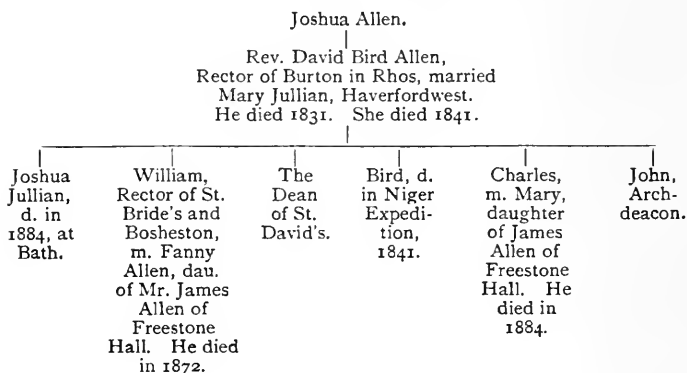 Joshua Allen.
Rev. David Bird Allen,
Rector of Burton in Rhos, married
Mary Jullian, Haverfordwest.
He died 1831. She died 1841.
Joshua
Jullian,
d. in
1884, at
Bath.
William,
Rector of St.
Bride's and
Bosheston,
m. Fanny
Allen, dau.
of Mr. James
Allen of
Freestone
Hall. He died
in 1872.
The
Dean
of St.
David's.
Bird, d.
in Niger
Expedi-
tion,
1841.
Charles,
m. Mary,
daughter
of James
Allen of
Freestone
Hall. He
died in
1884.
John,
Arch-
deacon.